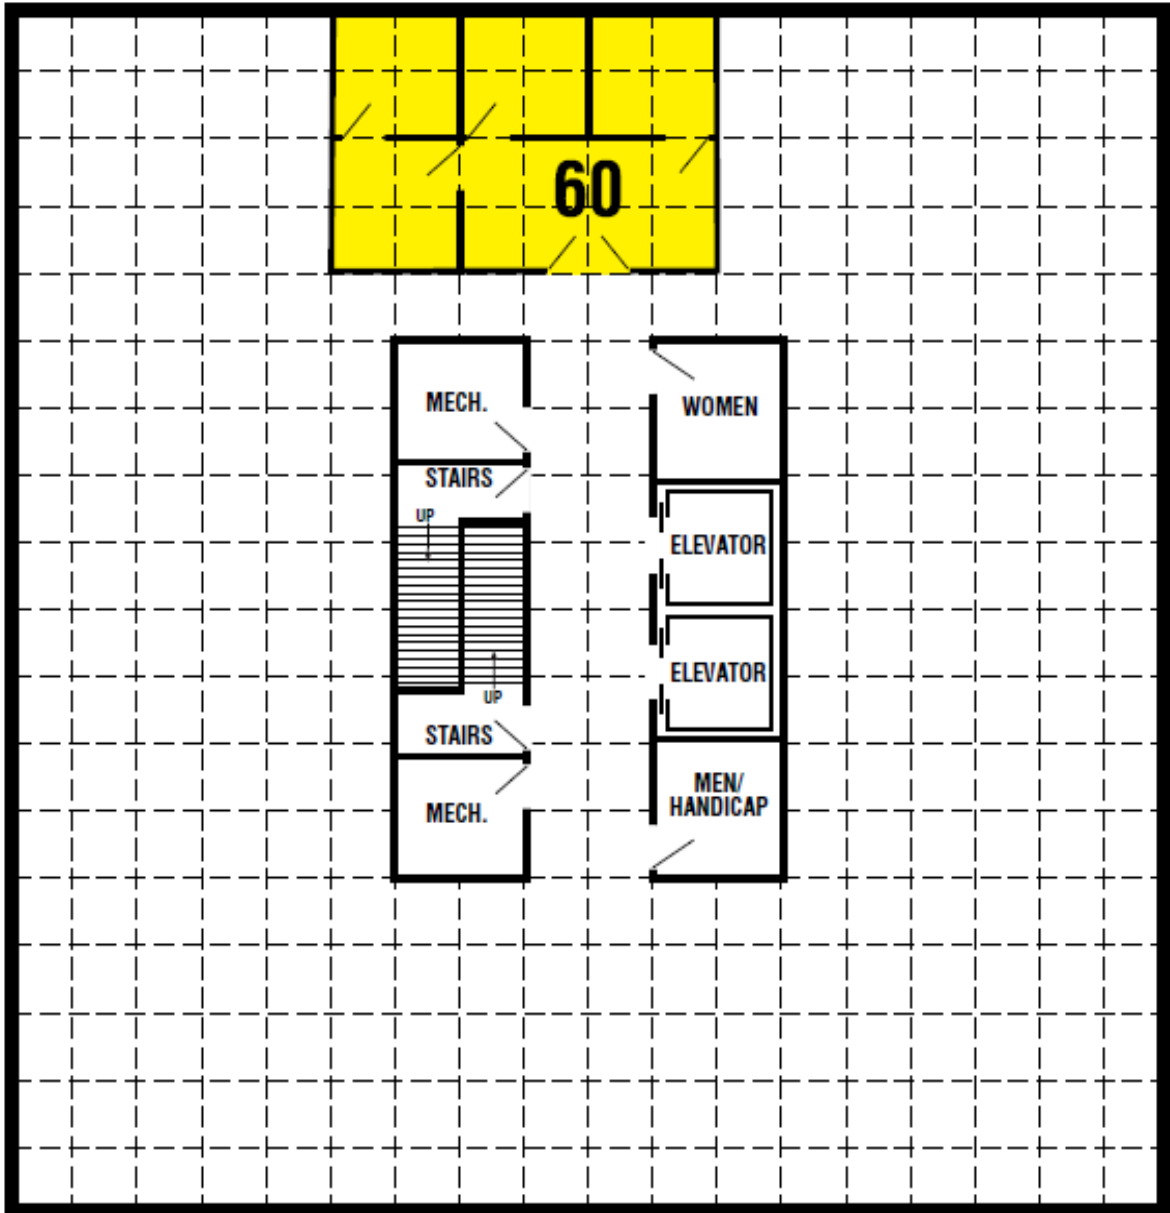 60
MECH.
WOMEN
STAIRS
UP
ELEVATOR
ELEVATOR
UP
STAIRS
MEN/
HANDICAP
MECH.